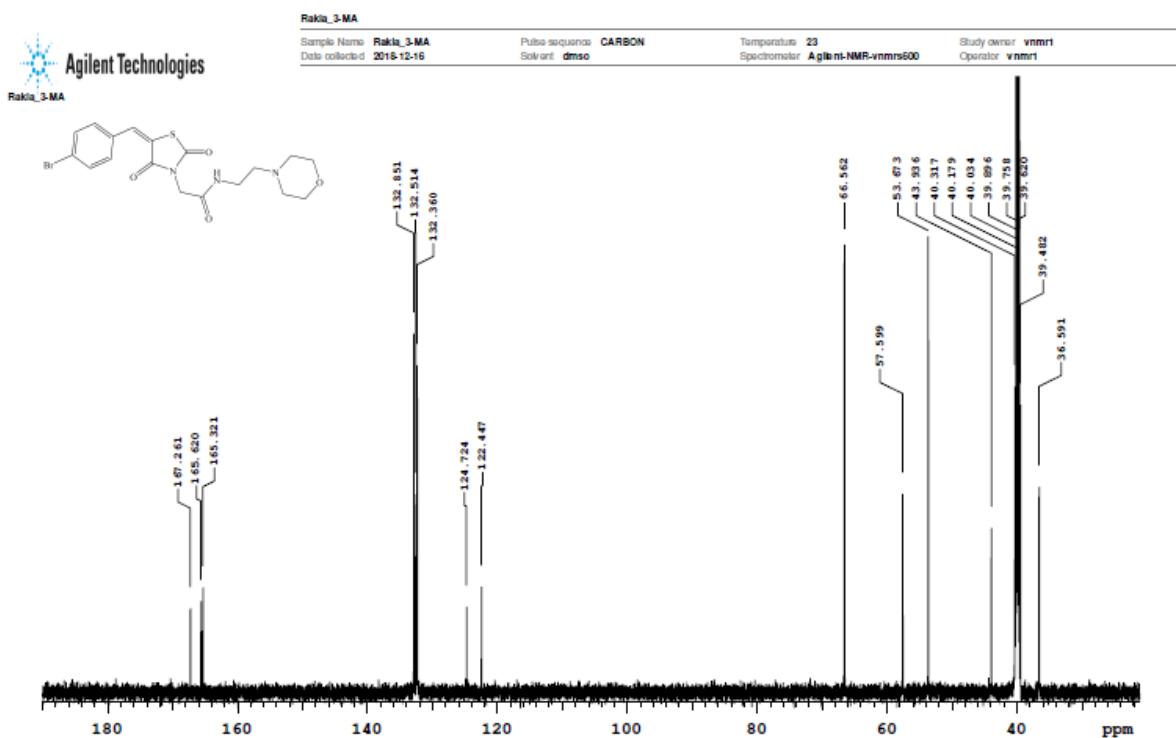 Rakia_3-MA
Sample Name Rakia_3-MA Pulse sequence CARBON Temperature 23 Study owner vnmr1
Date collected 2018-12-16 Solvent dmso Spectrometer Agilent-NMR-vnmrs600 Operator vnmr1
Agilent Technologies
Rakia_3-MA
Br
S
O
O
N
H
N
O
N
O
167.261
165.620
165.321
132.851
132.514
132.360
124.724
122.447
66.562
57.599
53.673
43.936
40.317
40.179
40.034
39.896
39.758
39.620
39.482
36.591
180 160 140 120 100 80 60 40 ppm